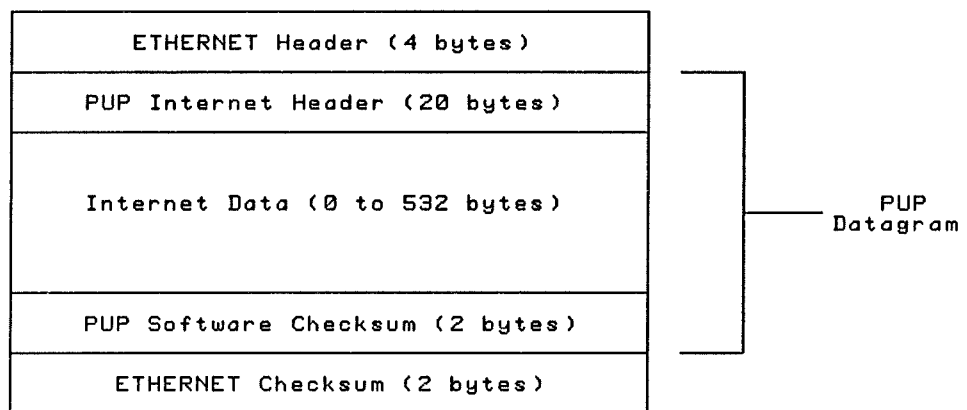 ETHERNET Header (4 bytes)
PUP Internet Header (20 bytes)
Internet Data (0 to 532 bytes)
PUP
Datagram
PUP Software Checksum (2 bytes)
ETHERNET Checksum (2 bytes)